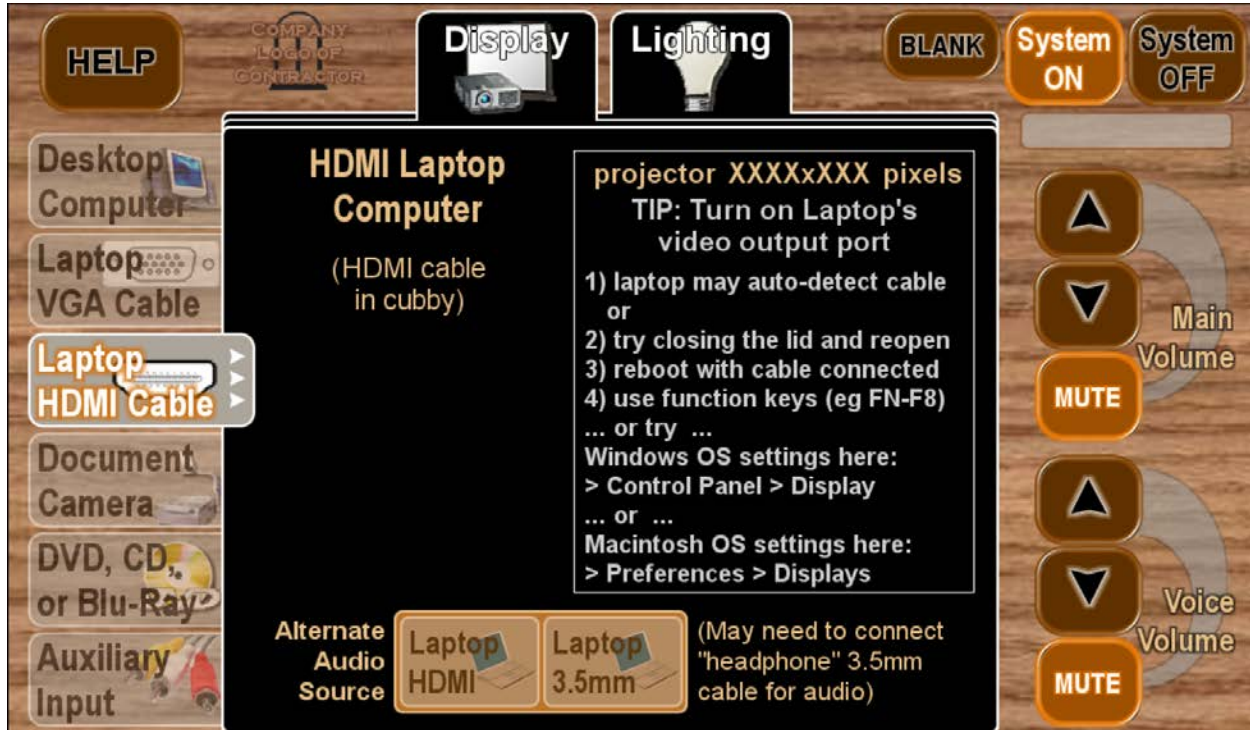 HELP
COMPANY
LOGO OF
CONTRACTOR
Display
Lighting
BLANK
System
ON
System
OFF
Desktop
Computer
Laptop
VGA Cable
Laptop
HDMI Cable
Document
Camera
DVD, CD,
or Blu-Ray
Auxiliary
Input
HDMI Laptop
Computer
(HDMI cable
in cubby)
projector XXXXxXXX pixels
TIP: Turn on Laptop's
video output port
1) laptop may auto-detect cable
or
2) try closing the lid and reopen
3) reboot with cable connected
4) use function keys (eg FN-F8)
... or try ...
Windows OS settings here:
> Control Panel > Display
... or ...
Macintosh OS settings here:
> Preferences > Displays
Alternate
Audio
Source
Laptop
HDMI
Laptop
3.5mm
(May need to connect
"headphone" 3.5mm
cable for audio)
Main
Volume
MUTE
Voice
Volume
MUTE